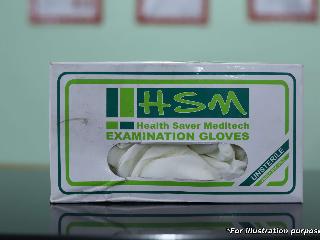 HSM
Health Saver Meditech
EXAMINATION GLOVES
UNSTERILE
*For illustration purpose